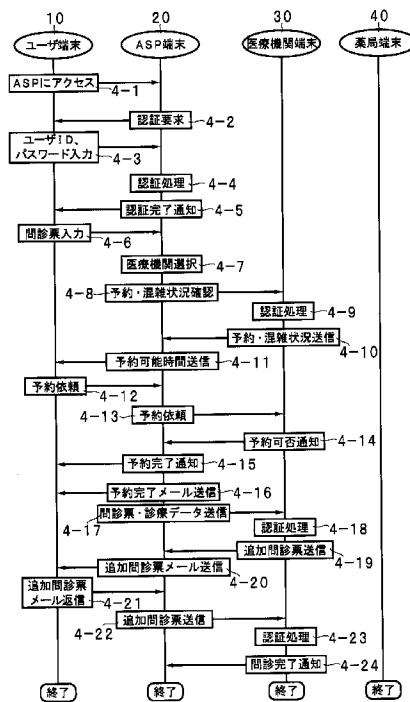 10
20
30
40
ユーザ端末
ASP端末
医療機関端末
薬局端末
ASPにアクセス
4-1
認証要求
4-2
ユーザID、
パスワード入力
4-3
認証処理
4-4
認証完了通知
4-5
問診票入力
4-6
医療機関選択
4-7
4-8
予約・混雑状況確認
認証処理
4-9
予約・混雑状況送信
4-10
予約可能時間送信
4-11
予約依頼
4-12
4-13
予約依頼
予約可否通知
4-14
予約完了通知
4-15
予約完了メール送信
4-16
問診票・診療データ送信
4-17
認証処理
4-18
追加問診票送信
4-19
追加問診票メール送信
4-20
追加問診票
メール返信
4-21
追加問診票送信
4-22
認証処理
4-23
問診完了通知
4-24
終了
終了
終了
終了